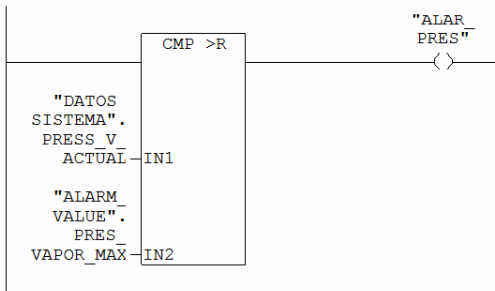 "ALAR_
PRES"
CMP >R
"DATOS
SISTEMA".
PRESS_V_
ACTUAL
IN1
"ALARM_
VALUE".
PRES_
VAPOR_MAX
IN2